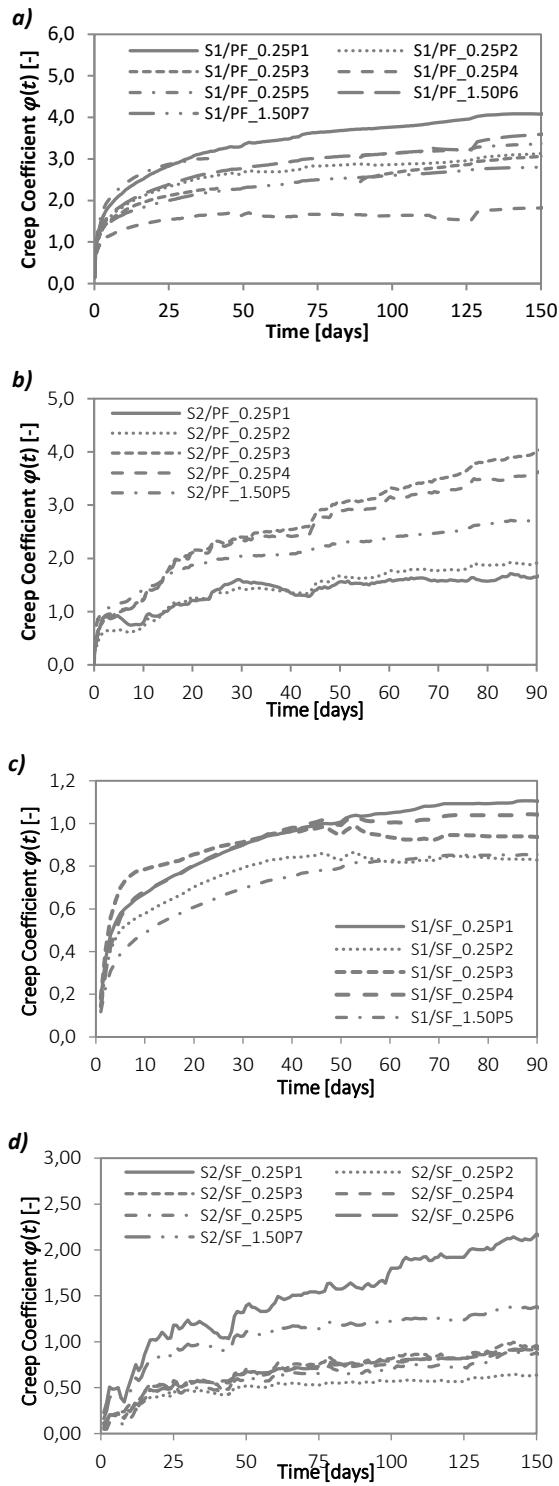 a)
6,0
5,0
4,0
3,0
2,0
1,0
0,0
Creep Coefficient φ(t) [-]
S1/PF_0.25P1
S1/PF_0.25P2
S1/PF_0.25P3
S1/PF_0.25P4
S1/PF_0.25P5
S1/PF_1.50P6
S1/PF_1.50P7
0 25 50 75 100 125 150
Time [days]
b)
5,0
4,0
3,0
2,0
1,0
0,0
Creep Coefficient φ(t) [-]
S2/PF_0.25P1
S2/PF_0.25P2
S2/PF_0.25P3
S2/PF_0.25P4
S2/PF_1.50P5
0 10 20 30 40 50 60 70 80 90
Time [days]
c)
1,2
1,0
0,8
0,6
0,4
0,2
0,0
Creep Coefficient φ(t) [-]
S1/SF_0.25P1
S1/SF_0.25P2
S1/SF_0.25P3
S1/SF_0.25P4
S1/SF_1.50P5
0 10 20 30 40 50 60 70 80 90
Time [days]
d)
3,00
2,50
2,00
1,50
1,00
0,50
0,00
Creep Coefficient φ(t) [-]
S2/SF_0.25P1
S2/SF_0.25P2
S2/SF_0.25P3
S2/SF_0.25P4
S2/SF_0.25P5
S2/SF_0.25P6
S2/SF_1.50P7
0 25 50 75 100 125 150
Time [days]